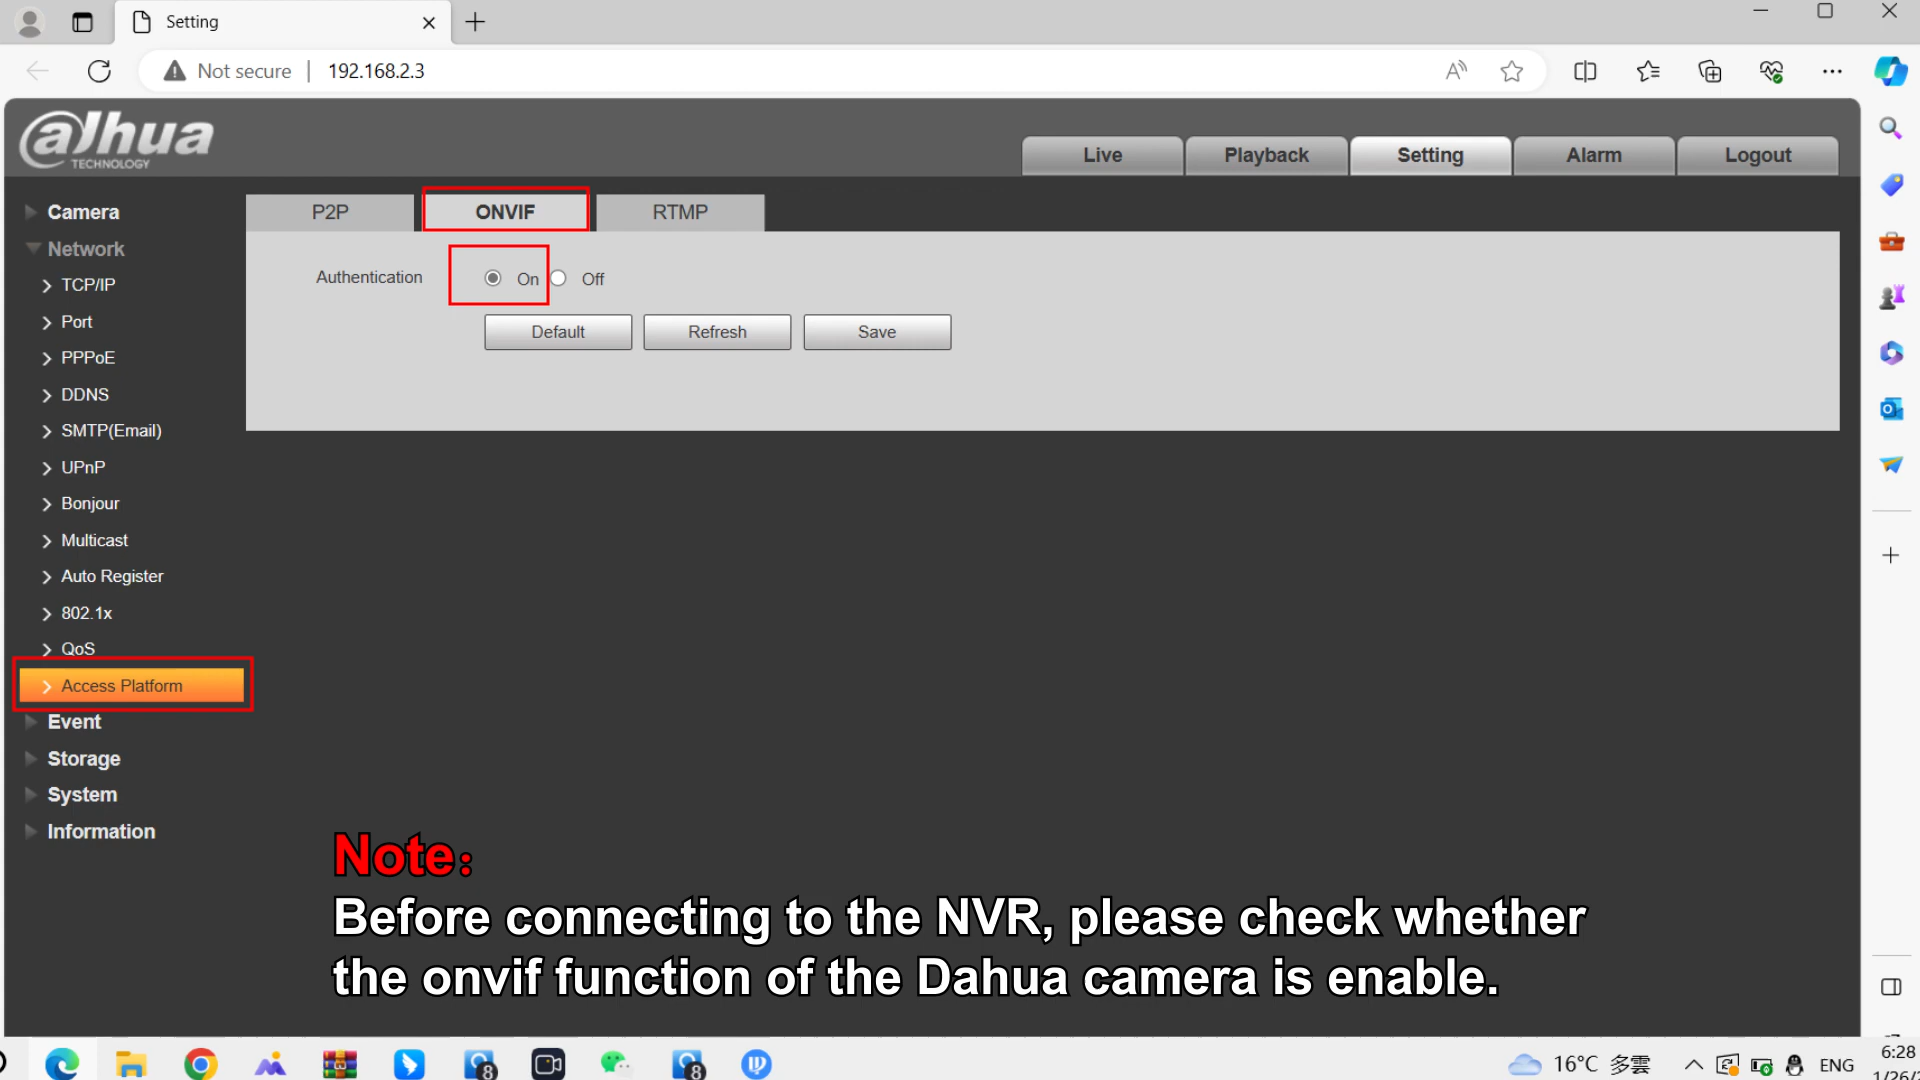 Setting
Not secure | 192.168.2.3
alhua
TECHNOLOGY
Live
Playback
Setting
Alarm
Logout
Camera
Network
TCP/IP
Port
PPPoE
DDNS
SMTP(Email)
UPnP
Bonjour
Multicast
Auto Register
802.1x
QoS
Access Platform
Event
Storage
System
Information
P2P
ONVIF
RTMP
Authentication
On
Off
Default
Refresh
Save
Note:
Before connecting to the NVR, please check whether
the onvif function of the Dahua camera is enable.
16°C 多雲
ENG
6:28